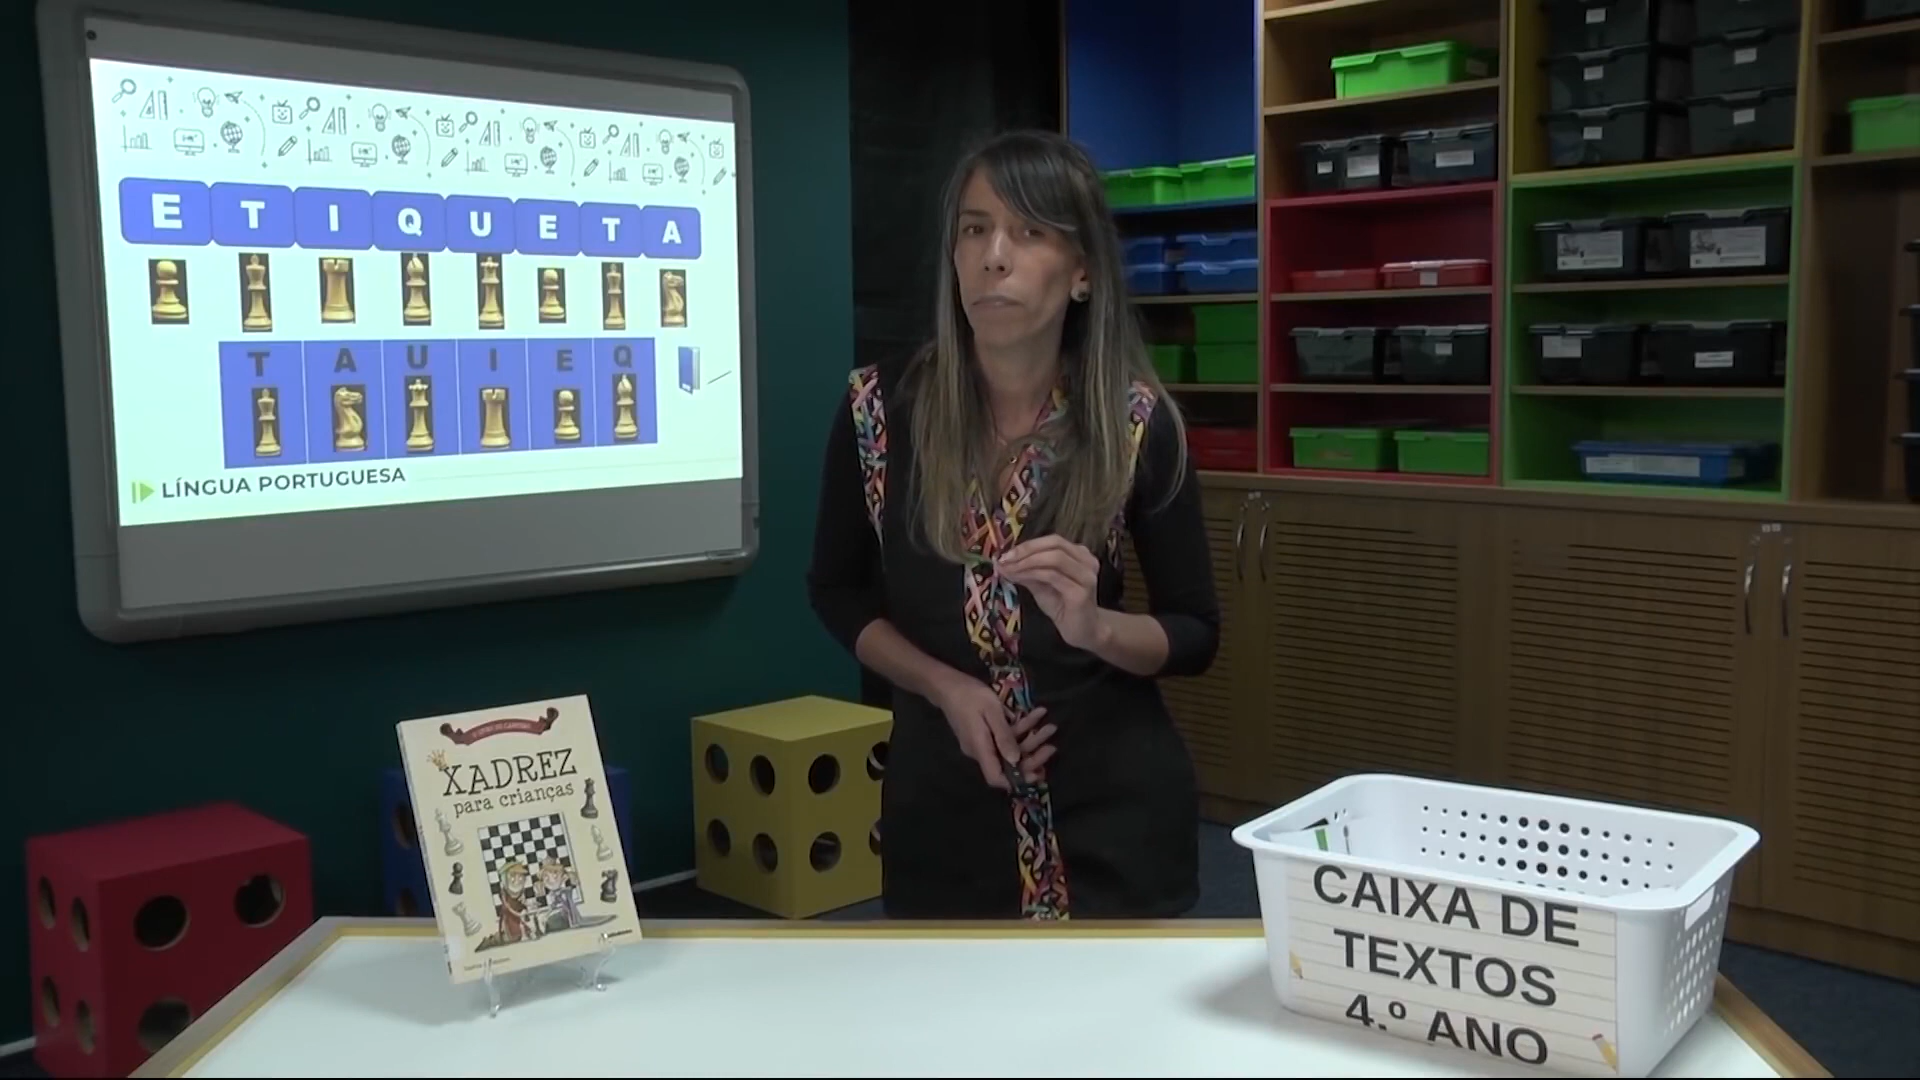 E T I Q U E T A
T A U I E Q
LÍNGUA PORTUGUESA
XADREZ
para crianças
CAIXA DE
TEXTOS
4.º ANO